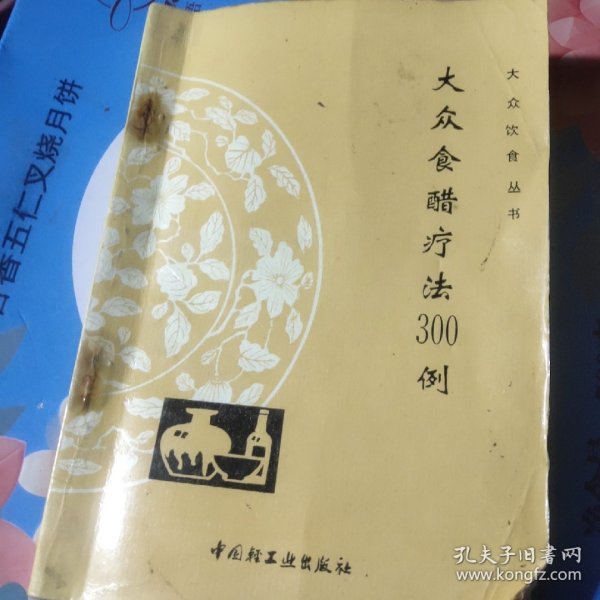 大众饮食丛书
大众食醋疗法300例
中国轻工业出版社
香五仁叉烧月饼
孔夫子旧书网
www.kongfz.com